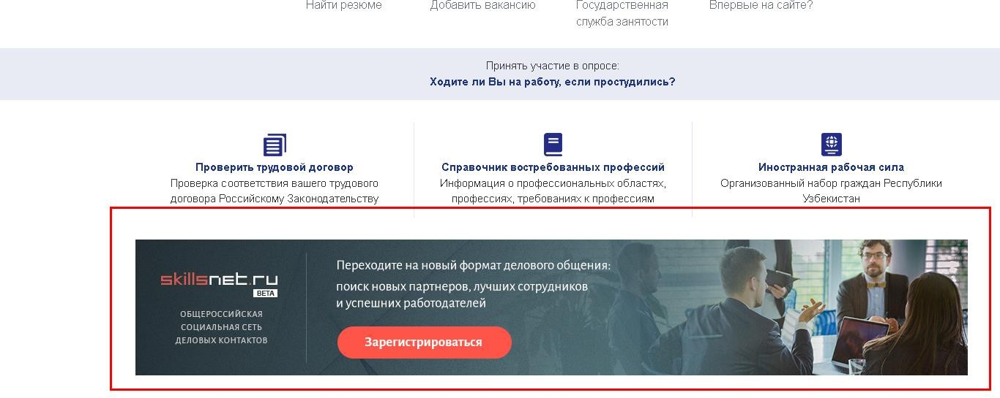 Найти резюме
Добавить вакансию
Государственная
служба занятости
Впервые на сайте?
Принять участие в опросе:
Ходите ли Вы на работу, если простудились?
Проверить трудовой договор
Проверка соответствия вашего трудового
договора Российскому Законодательству
Справочник востребованных профессий
Информация о профессиональных областях,
профессиях, требованиях к профессиям
Иностранная рабочая сила
Организованный набор граждан Республики
Узбекистан
skillsnet.ru
BETA
ОБЩЕРОССИЙСКАЯ
СОЦИАЛЬНАЯ СЕТЬ
ДЕЛОВЫХ КОНТАКТОВ
Переходите на новый формат делового общения:
поиск новых партнеров, лучших сотрудников
и успешных работодателей
Зарегистрироваться